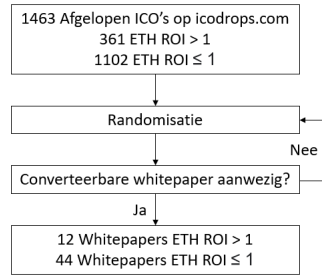 1463 Afgelopen ICO’s op icodrops.com
361 ETH ROI > 1
1102 ETH ROI ≤ 1
Randomisatie
Nee
Converteerbare whitepaper aanwezig?
Ja
12 Whitepapers ETH ROI > 1
44 Whitepapers ETH ROI ≤ 1